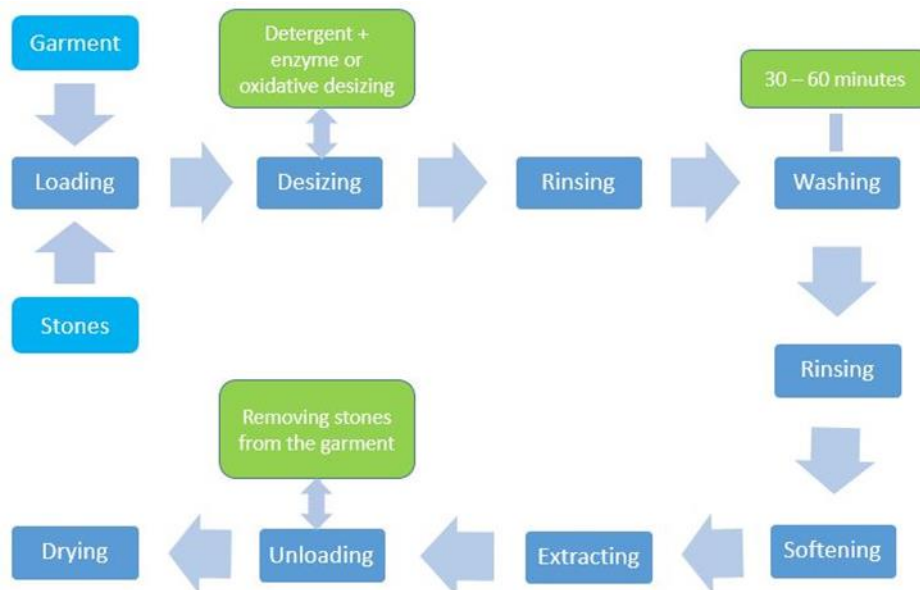 Garment
Detergent +
enzyme or
oxidative desizing
30 – 60 minutes
Loading
Desizing
Rinsing
Washing
Stones
Rinsing
Removing stones
from the garment
Drying
Unloading
Extracting
Softening